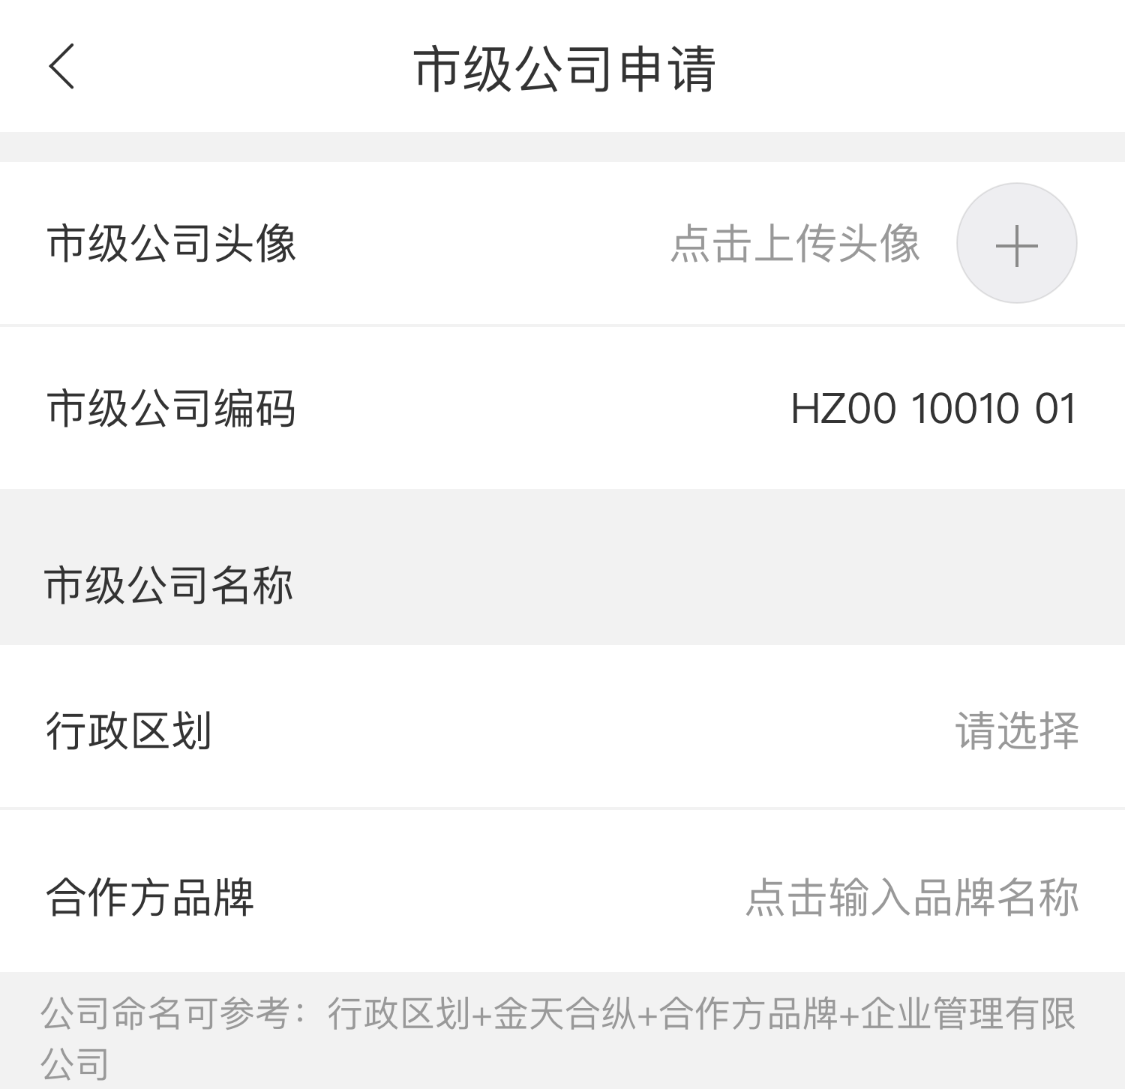 市级公司申请
市级公司头像 点击上传头像
市级公司编码 HZ00 10010 01
市级公司名称
行政区划 请选择
合作方品牌 点击输入品牌名称
公司命名可参考：行政区划+金天合纵+合作方品牌+企业管理有限
公司